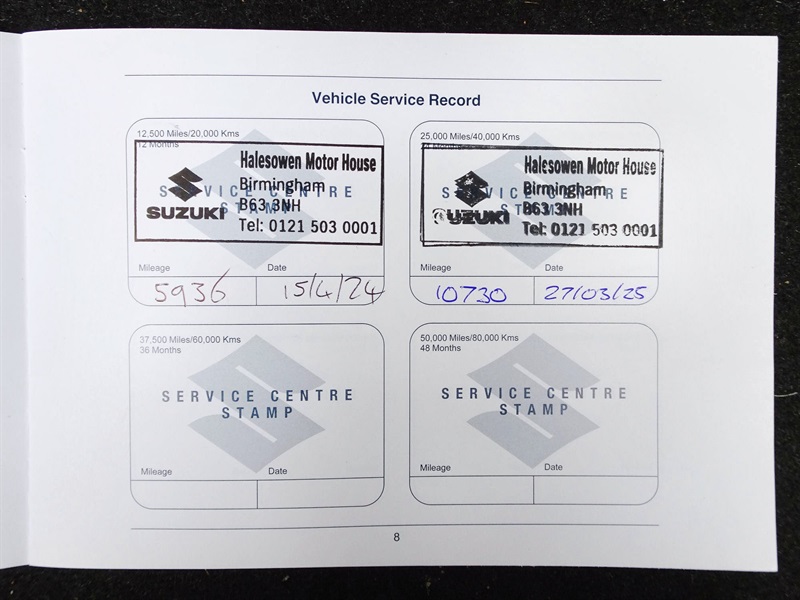 Vehicle Service Record
12,500 Miles/20,000 Kms
12 Months
Halesowen Motor House
Birmingham
B63 3NH
Tel: 0121 503 0001
SUZUKI
SERVICE CENTRE
STAMP
Mileage Date
5936 15/4/24
25,000 Miles/40,000 Kms
Halesowen Motor House
Birmingham
B63 3NH
Tel: 0121 503 0001
SUZUKI
SERVICE CENTRE
STAMP
Mileage Date
10730 27/03/25
37,500 Miles/60,000 Kms
36 Months
SERVICE CENTRE
STAMP
Mileage Date
50,000 Miles/80,000 Kms
48 Months
SERVICE CENTRE
STAMP
Mileage Date
8